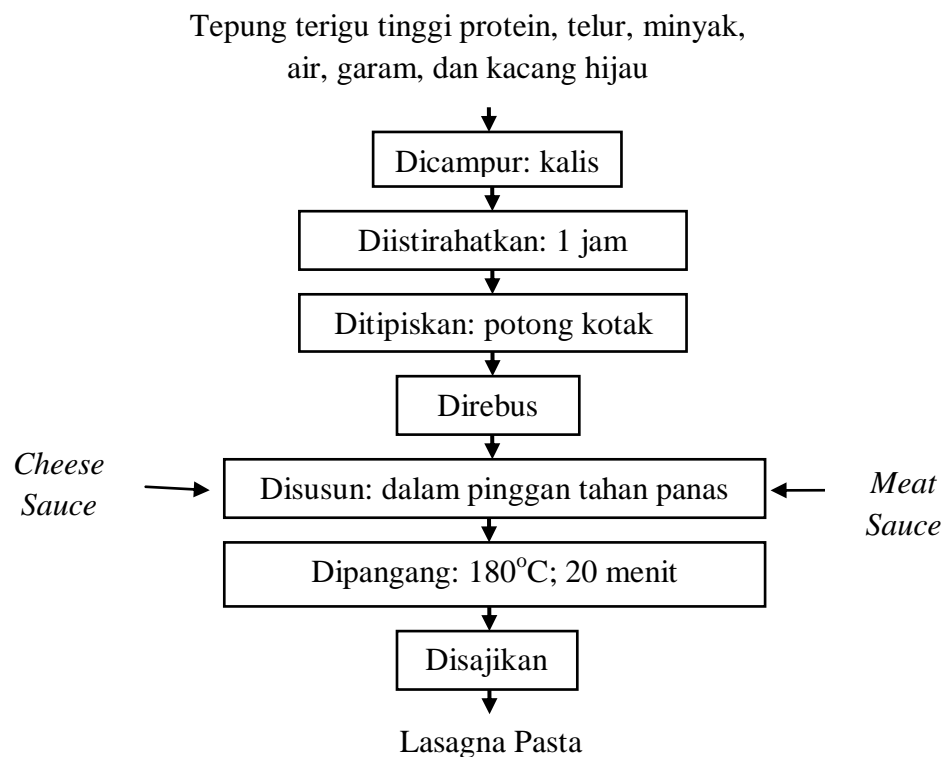 Tepung terigu tinggi protein, telur, minyak,
air, garam, dan kacang hijau
Dicampur: kalis
Diistirahatkan: 1 jam
Ditipiskan: potong kotak
Direbus
Cheese
Sauce
Disusun: dalam pinggan tahan panas
Meat
Sauce
Dipangang: 180°C; 20 menit
Disajikan
Lasagna Pasta